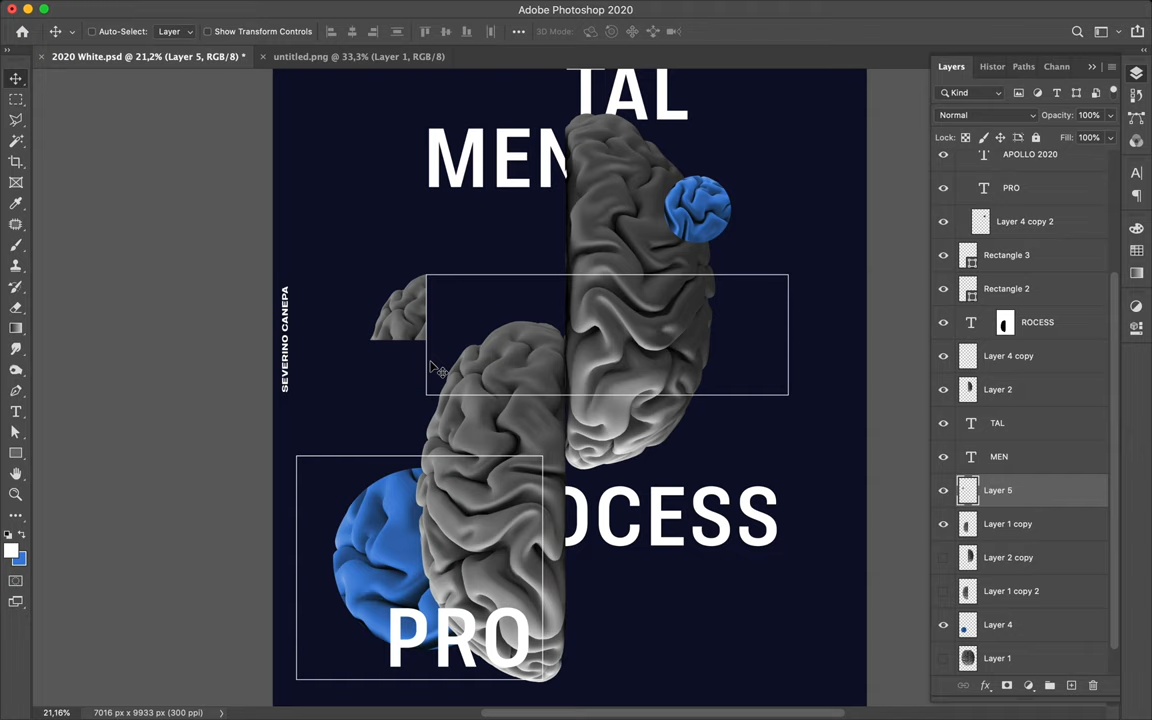 Adobe Photoshop 2020
Auto-Select:
Layer
Show Transform Controls
3D Mode:
2020 White.psd @ 21,2% (Layer 5, RGB/8) *
untitled.png @ 33,3% (Layer 1, RGB/8)
Layers
Histor
Paths
Chann
Kind
Normal
Opacity:
100%
Lock:
Fill:
100%
APOLLO 2020
PRO
Layer 4 copy 2
Rectangle 3
Rectangle 2
ROCESS
Layer 4 copy
Layer 2
TAL
MEN
Layer 5
Layer 1 copy
Layer 2 copy
Layer 1 copy 2
Layer 4
Layer 1
TAL
MEN
SEVERINO CANEPA
OCESS
PRO
21,16%
7016 px x 9933 px (300 ppi)